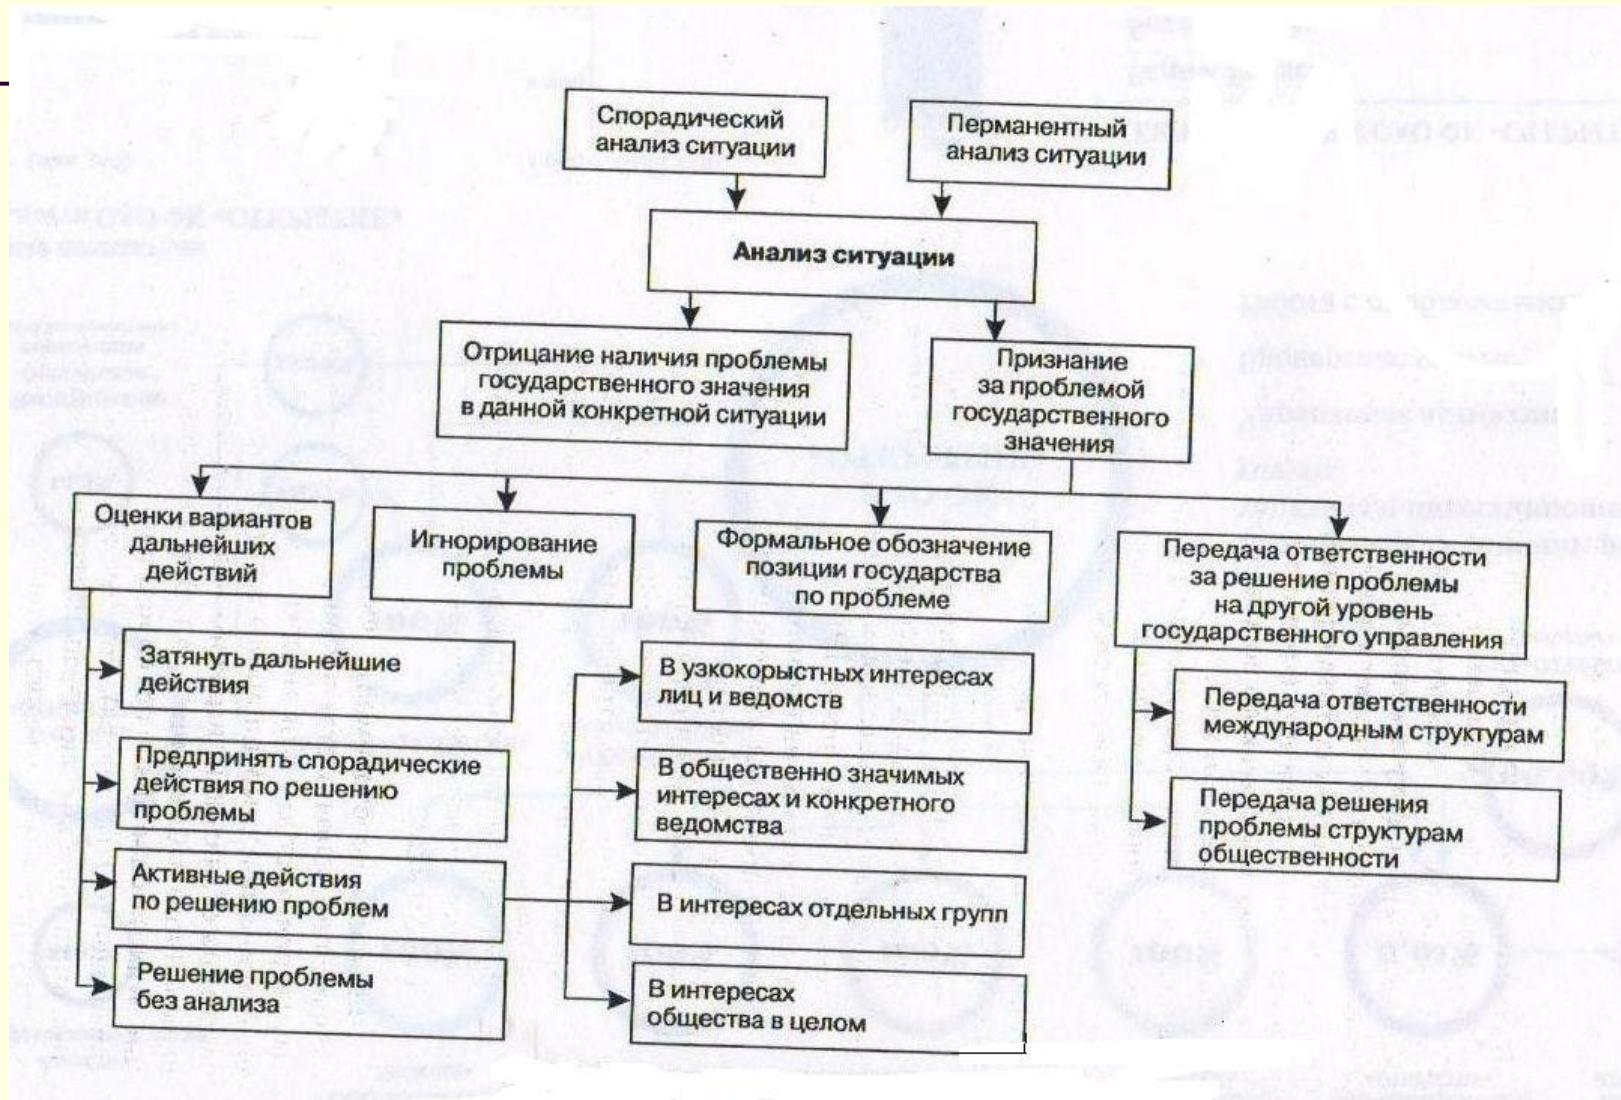 Спорадический
анализ ситуации
Перманентный
анализ ситуации
Анализ ситуации
Отрицание наличия проблемы
государственного значения
в данной конкретной ситуации
Признание
за проблемой
государственного
значения
Оценки вариантов
дальнейших
действий
Игнорирование
проблемы
Формальное обозначение
позиции государства
по проблеме
Передача ответственности
за решение проблемы
на другой уровень
государственного управления
Затянуть дальнейшие
действия
Предпринять спорадические
действия по решению
проблемы
Активные действия
по решению проблем
Решение проблемы
без анализа
В узкокорыстных интересах
лиц и ведомств
В общественно значимых
интересах и конкретного
ведомства
В интересах отдельных групп
В интересах
общества в целом
Передача ответственности
международным структурам
Передача решения
проблемы структурам
общественности